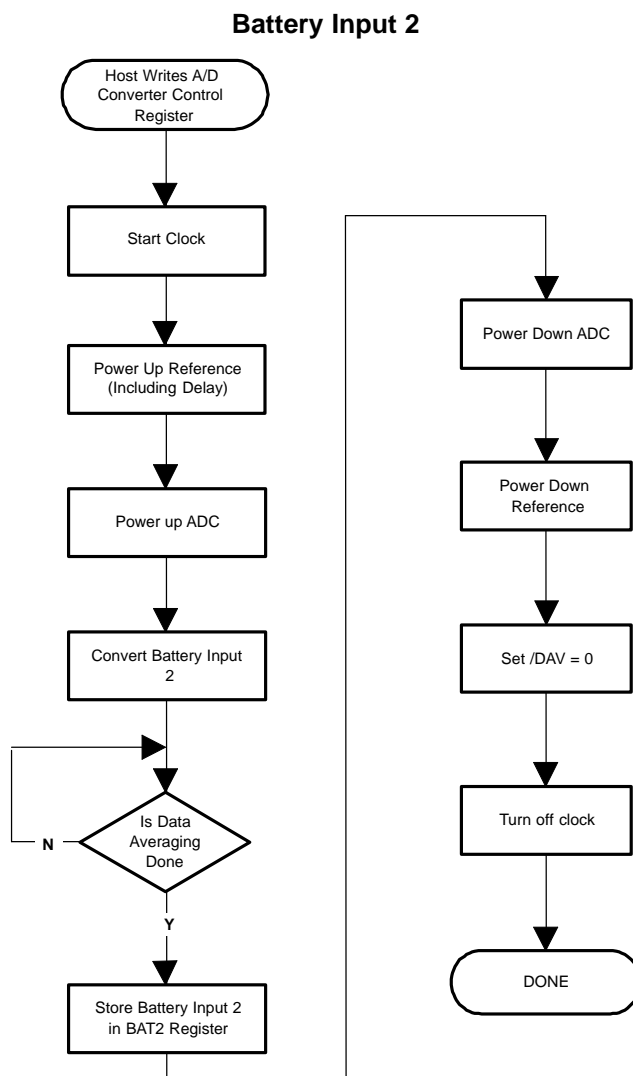 Battery Input 2
Host Writes A/D
Converter Control
Register
Start Clock
Power Up Reference
(Including Delay)
Power up ADC
Convert Battery Input
2
Is Data
Averaging
Done
N
Y
Store Battery Input 2
in BAT2 Register
Power Down ADC
Power Down
Reference
Set /DAV = 0
Turn off clock
DONE